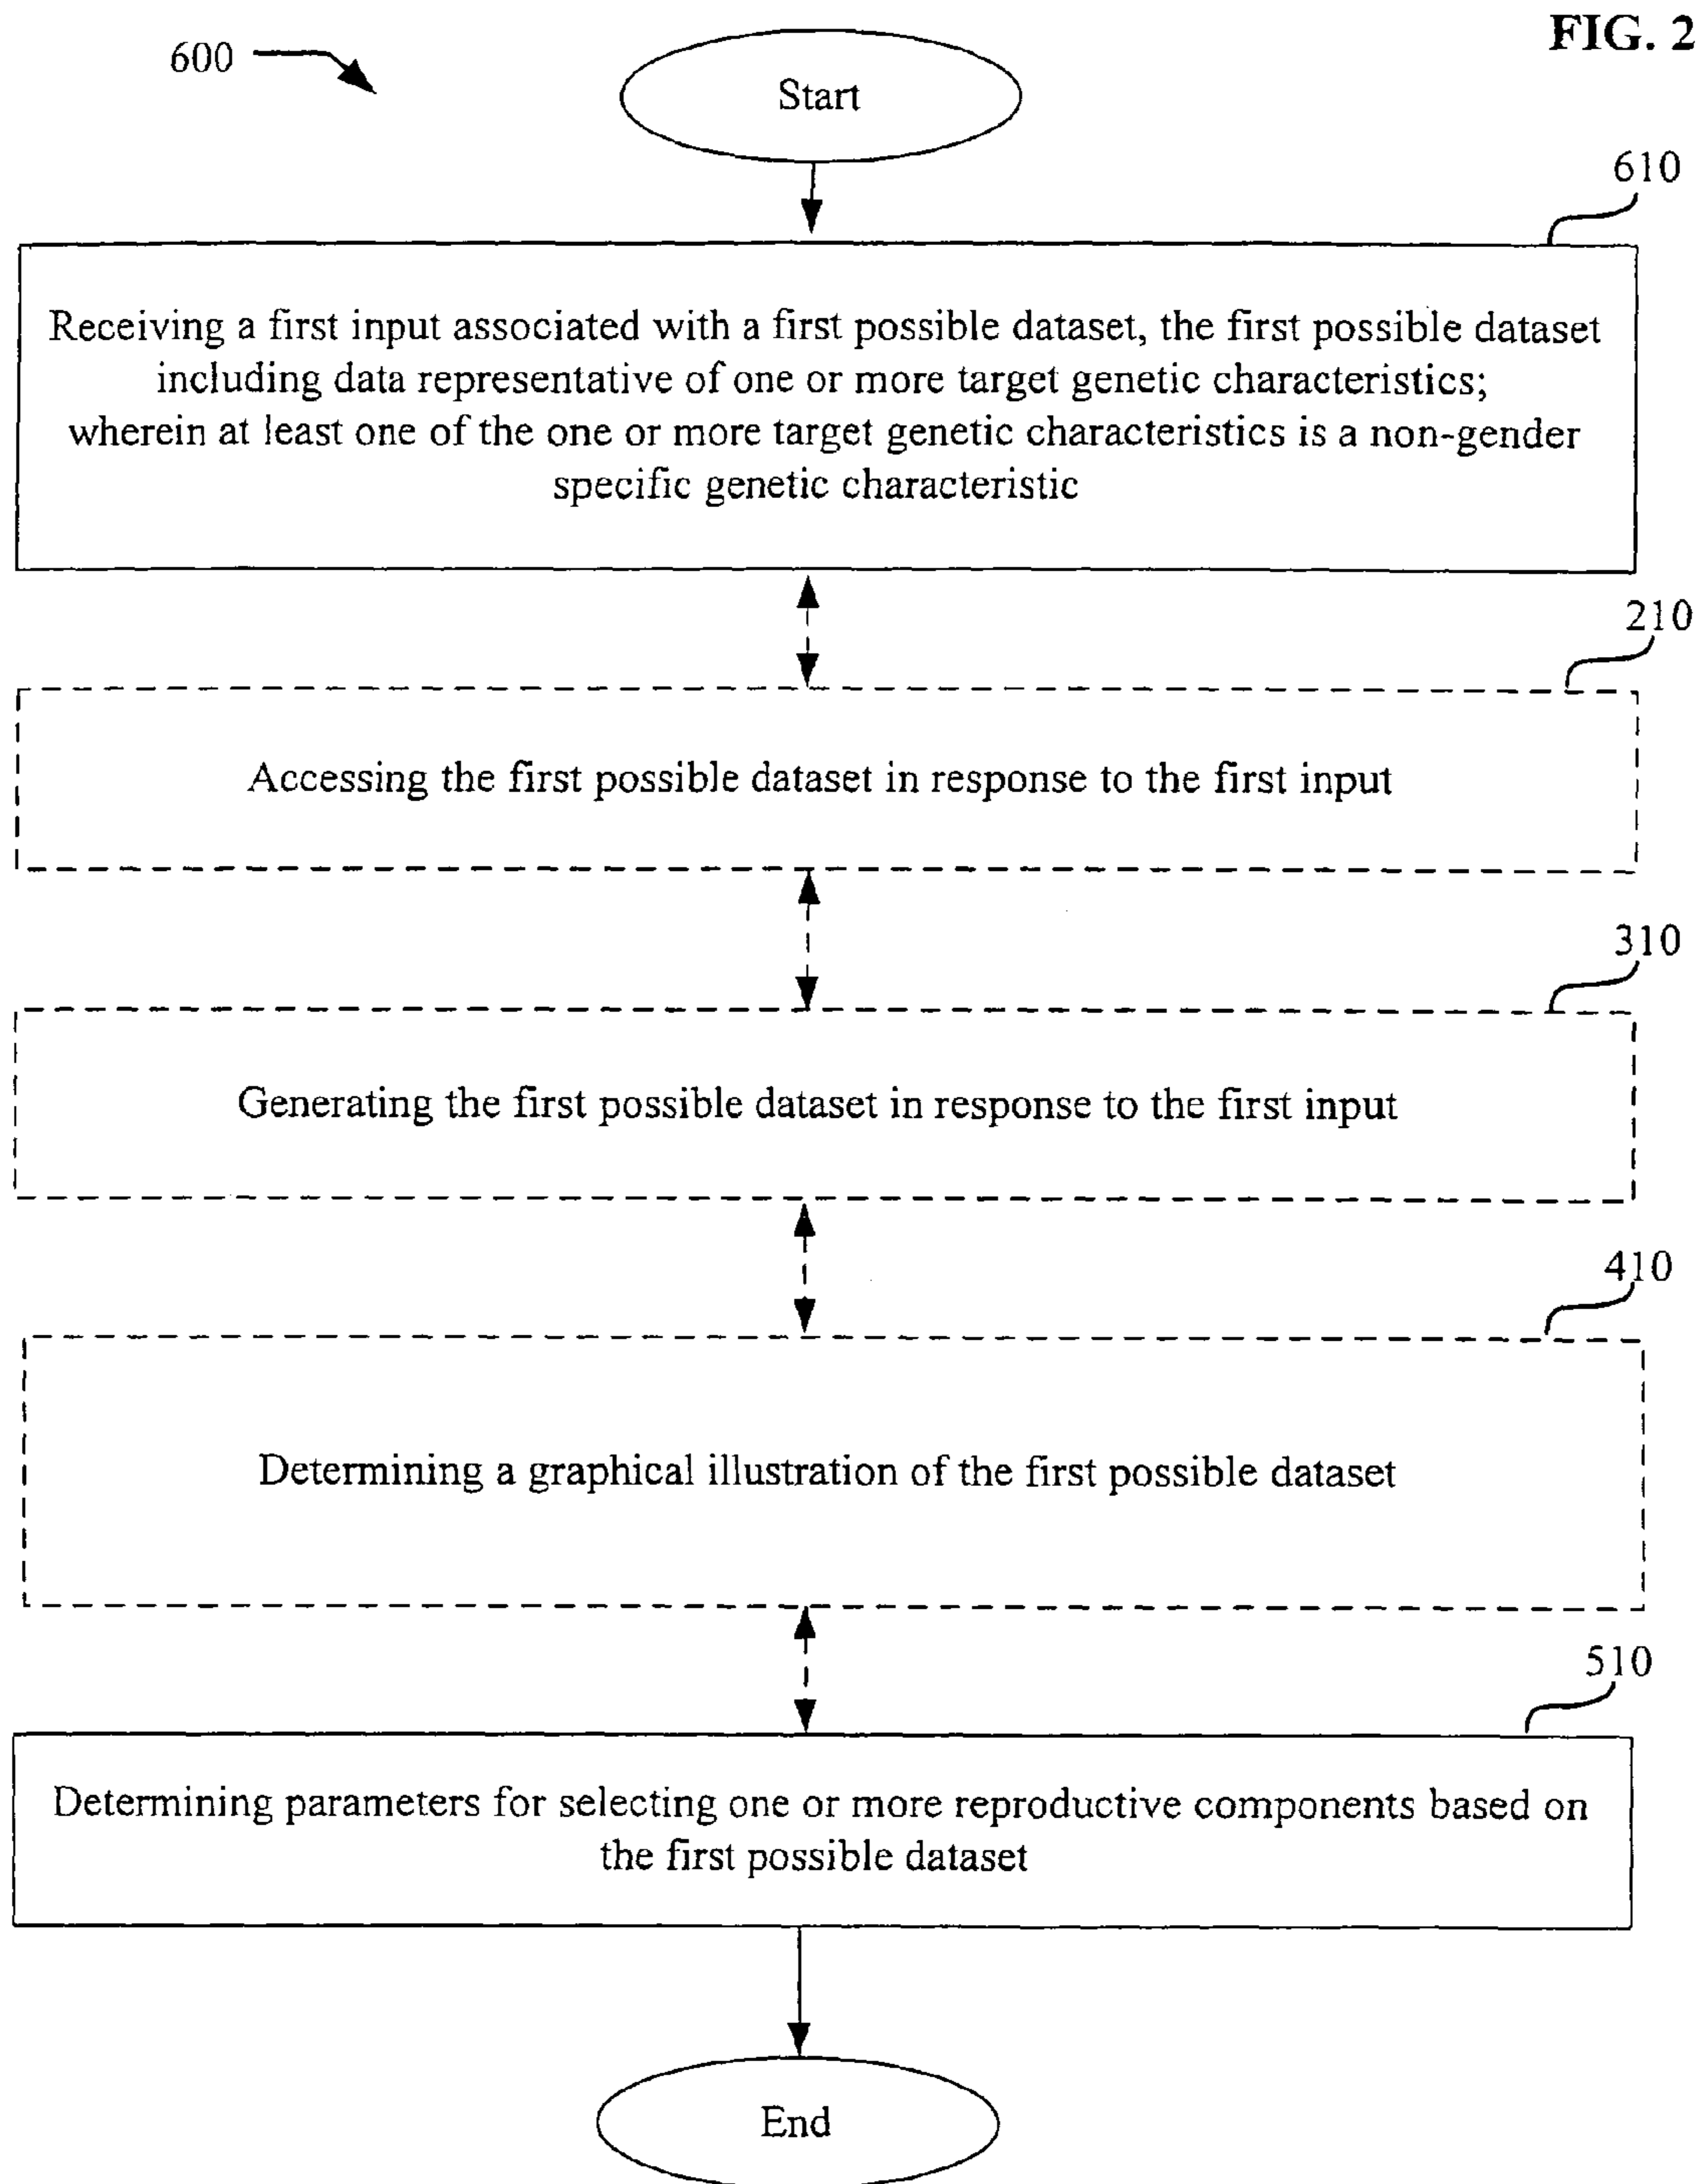 FIG. 2
600
Start
610
Receiving a first input associated with a first possible dataset, the first possible dataset
including data representative of one or more target genetic characteristics;
wherein at least one of the one or more target genetic characteristics is a non-gender
specific genetic characteristic
210
Accessing the first possible dataset in response to the first input
310
Generating the first possible dataset in response to the first input
410
Determining a graphical illustration of the first possible dataset
510
Determining parameters for selecting one or more reproductive components based on
the first possible dataset
End